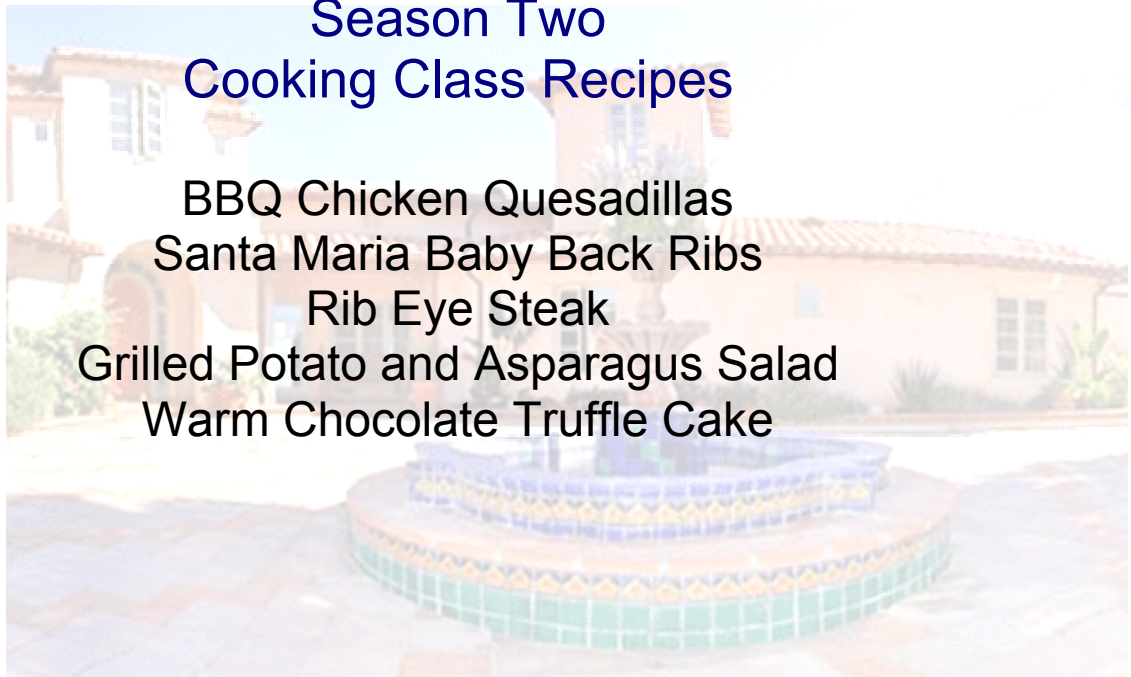 Season Two
Cooking Class Recipes
BBQ Chicken Quesadillas
Santa Maria Baby Back Ribs
Rib Eye Steak
Grilled Potato and Asparagus Salad
Warm Chocolate Truffle Cake